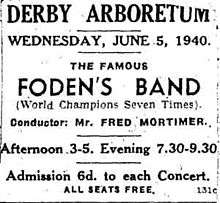 DERBY ARBORETUM.
WEDNESDAY, JUNE 5, 1940.
THE FAMOUS
FODEN'S BAND
(World Champions Seven Times).
Conductor: Mr. FRED MORTIMER.
Afternoon 3-5. Evening 7.30-9.30
Admission 6d. to each Concert.
ALL SEATS FREE.
131c